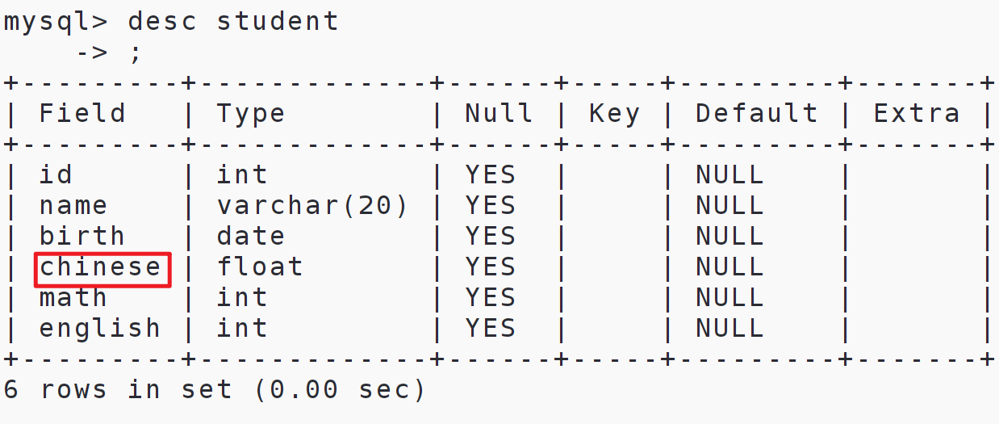 mysql> desc student
    -> ;
+---------+-------------+------+-----+---------+-------+
| Field   | Type        | Null | Key | Default | Extra |
+---------+-------------+------+-----+---------+-------+
| id      | int         | YES  |     | NULL    |       |
| name    | varchar(20) | YES  |     | NULL    |       |
| birth   | date        | YES  |     | NULL    |       |
| chinese | float       | YES  |     | NULL    |       |
| math    | int         | YES  |     | NULL    |       |
| english | int         | YES  |     | NULL    |       |
+---------+-------------+------+-----+---------+-------+
6 rows in set (0.00 sec)